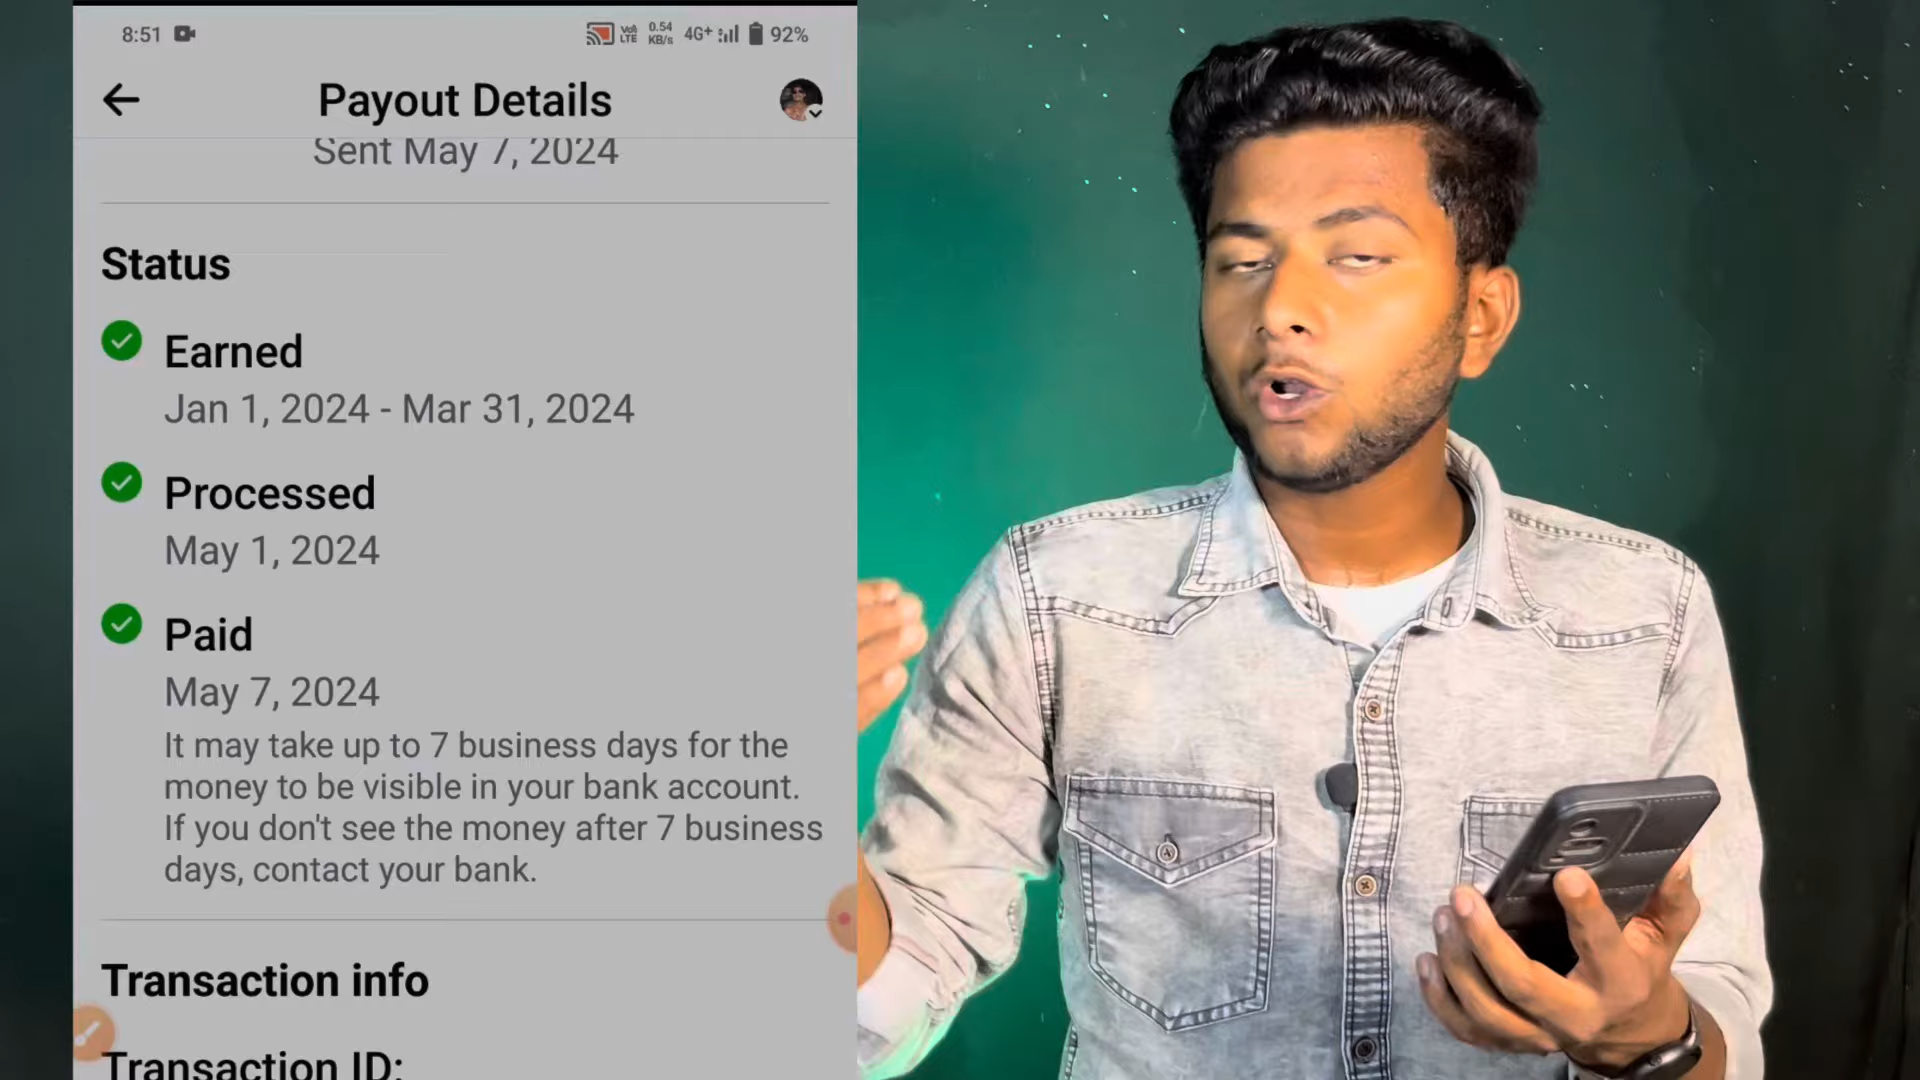 8:51 Vo) LTE 0.54 KB/s 4G+ 92%
Payout Details
Sent May 7, 2024
Status
Earned
Jan 1, 2024 - Mar 31, 2024
Processed
May 1, 2024
Paid
May 7, 2024
It may take up to 7 business days for the
money to be visible in your bank account.
If you don't see the money after 7 business
days, contact your bank.
Transaction info
Transaction ID: